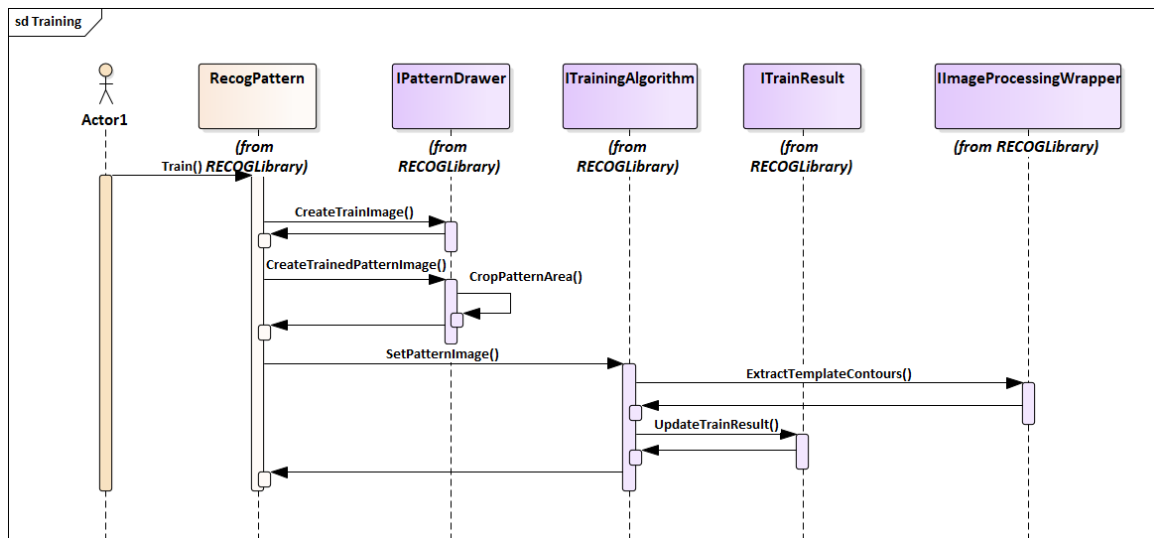 sd Training
Actor1
RecogPattern
IPatternDrawer
ITrainingAlgorithm
ITrainResult
IImageProcessingWrapper
(from
RECOGLibrary)
(from
RECOGLibrary)
(from
RECOGLibrary)
(from
RECOGLibrary)
(from RECOGLibrary)
Train()
CreateTrainImage()
CreateTrainedPatternImage()
CropPatternArea()
SetPatternImage()
ExtractTemplateContours()
UpdateTrainResult()